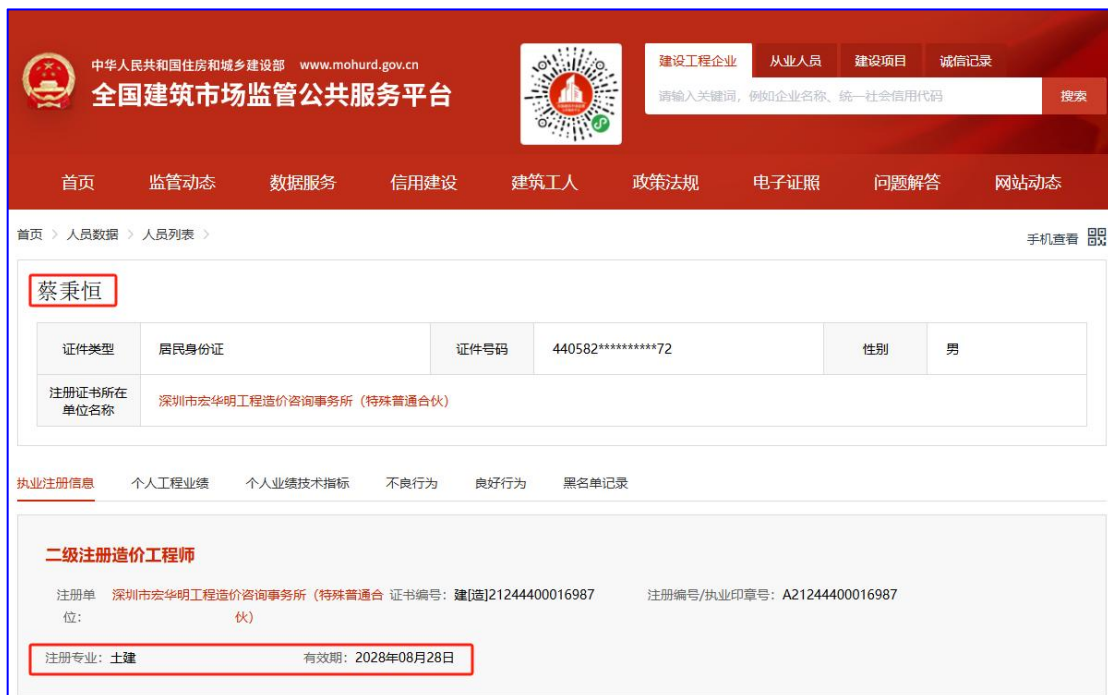 中华人民共和国住房和城乡建设部 www.mohurd.gov.cn
全国建筑市场监管公共服务平台
建设工程企业 从业人员 建设项目 诚信记录
请输入关键词，例如企业名称、统一社会信用代码 搜索
首页 监管动态 数据服务 信用建设 建筑工人 政策法规 电子证照 问题解答 网站动态
首页 > 人员数据 > 人员列表 >
手机查看
蔡秉恒
证件类型 居民身份证 证件号码 440582**********72 性别 男
注册证书所在
单位名称
深圳市宏华明工程造价咨询事务所（特殊普通合伙）
执业注册信息 个人工程业绩 个人业绩技术指标 不良行为 良好行为 黑名单记录
二级注册造价工程师
注册单 深圳市宏华明工程造价咨询事务所（特殊普通合 证书编号：建[造]21244400016987 注册编号/执业印章号：A21244400016987
位： 伙）
注册专业：土建 有效期：2028年08月28日